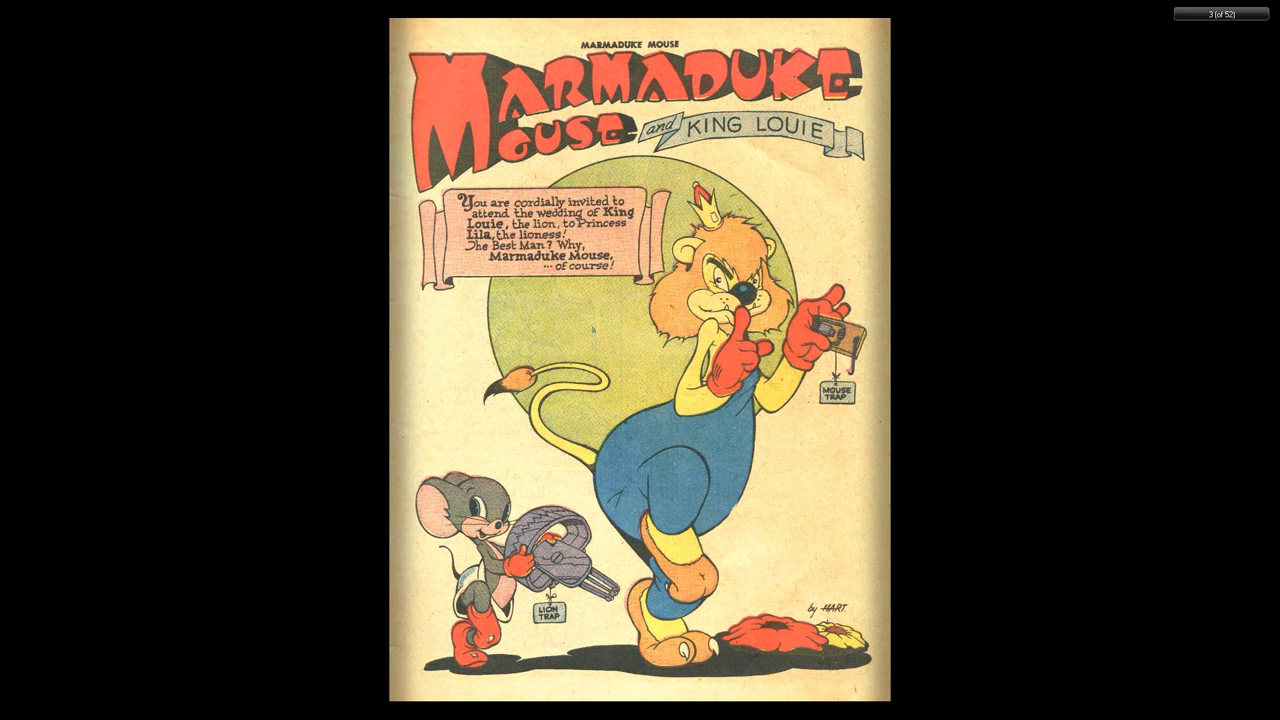 3 (of 52)
MARMADUKE MOUSE
MARMADUKE
MOUSE and KING LOUIE
You are cordially invited to
attend the wedding of King
Louie, the lion, to Princess
Lila, the lioness!
The Best Man? Why,
Marmaduke Mouse,
... of course!
MOUSE
TRAP
LION
TRAP
by HART